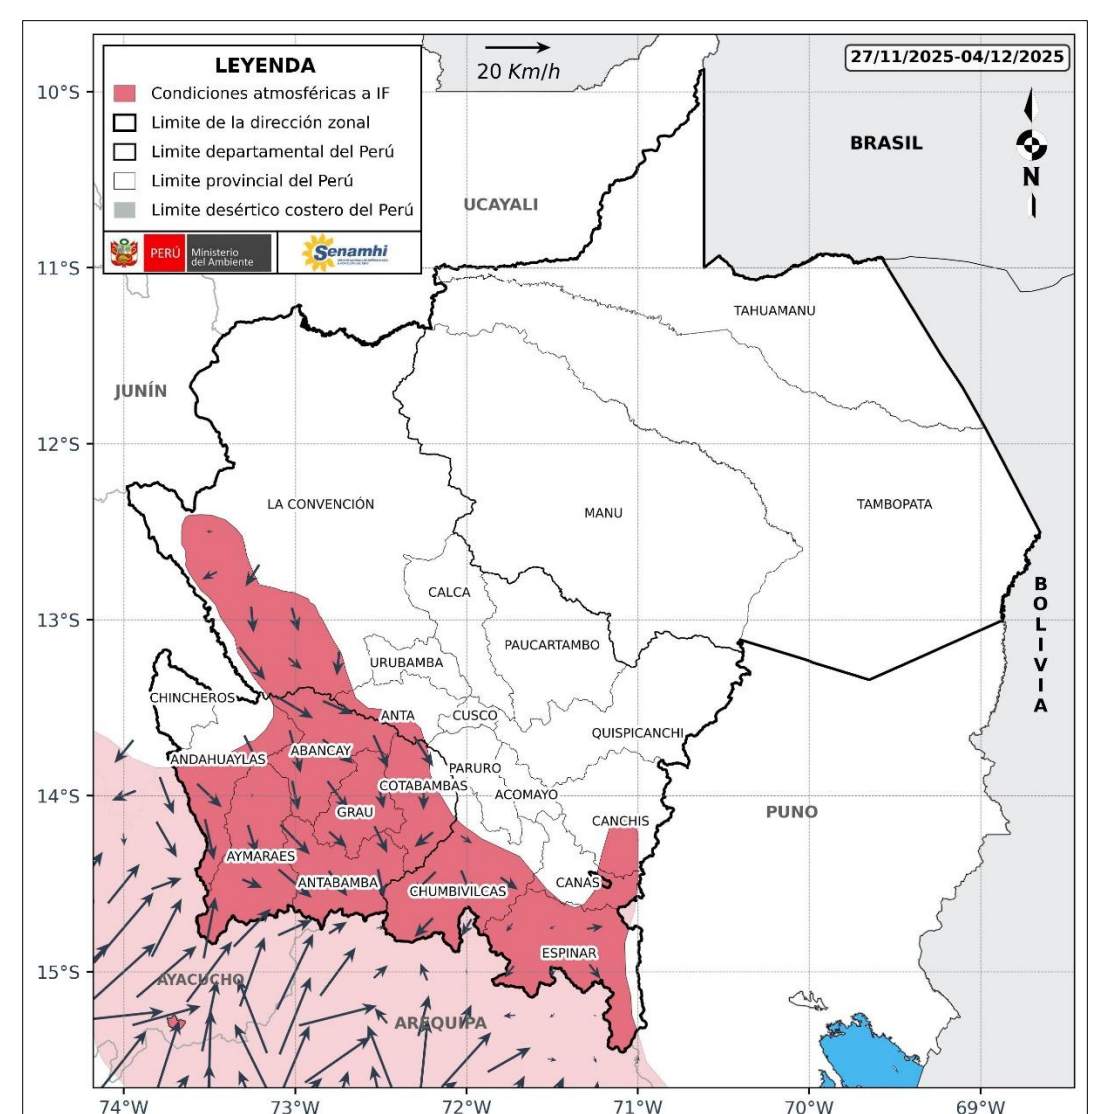 LEYENDA
Condiciones atmosféricas a IF
Limite de la dirección zonal
Limite departamental del Perú
Limite provincial del Perú
Limite desértico costero del Perú
PERÚ
Ministerio
del Ambiente
Senamhi
20 Km/h
27/11/2025-04/12/2025
N
BRASIL
UCAYALI
JUNÍN
TAHUAMANU
LA CONVENCIÓN
MANU
TAMBOPATA
BOLIVIA
CALCA
PAUCARTAMBO
URUBAMBA
CHINCHEROS
ANTA
CUSCO
QUISPICANCHI
ANDAHUAYLAS
ABANCAY
PARURO
COTABAMBAS
ACOMAYO
GRAU
CANCHIS
PUNO
AYMARAES
ANTABAMBA
CHUMBIVILCAS
CANAS
ESPINAR
AYACUCHO
AREQUIPA
10°S
11°S
12°S
13°S
14°S
15°S
74°W
73°W
72°W
71°W
70°W
69°W